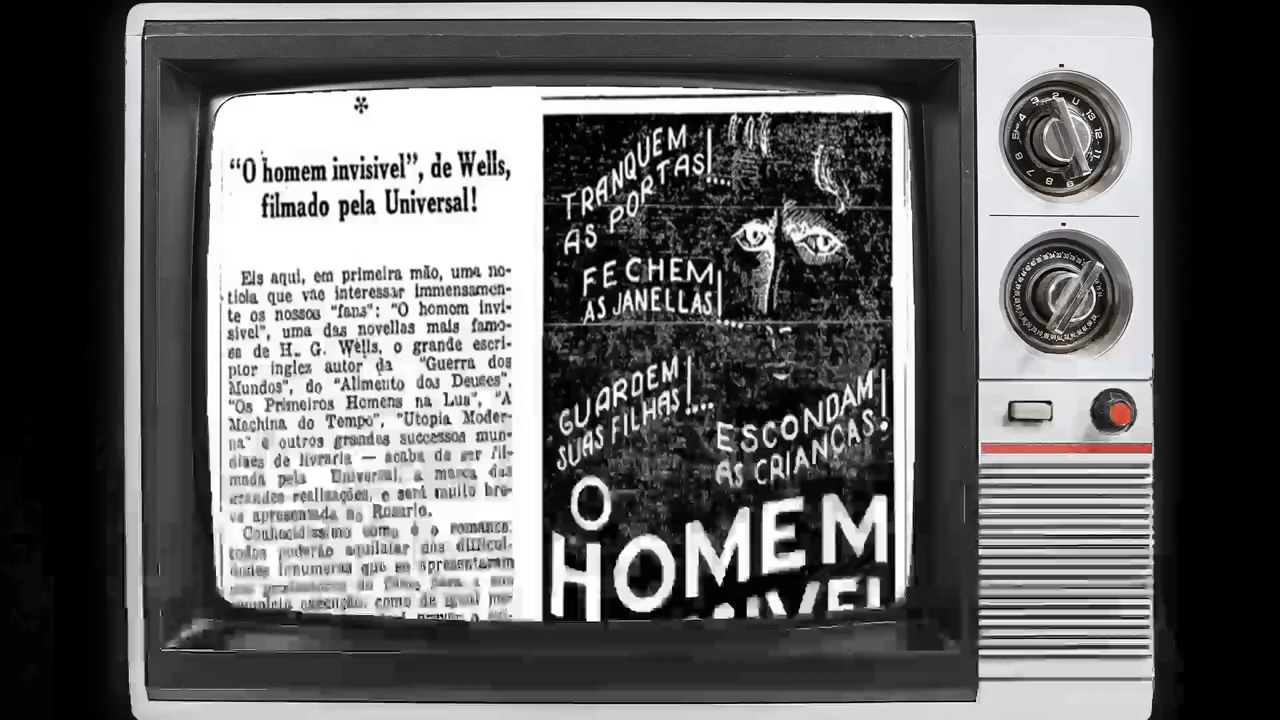 *
“O homem invisivel”, de Wells,
filmado pela Universal!
Eis aqui, em primeira mão, uma no-
ticia que vae interessar immensamen-
te os nossos "fans": "O homem invi-
sivel", uma das novellas mais famo-
sas de H. G. Wells, o grande escri-
ptor inglez autor da "Guerra dos
Mundos", do "Alimento dos Deuses",
"Os Primeiros Homens na Lua", "A
Machina do Tempo", "Utopia Moder-
na" e outros grandes successos mun-
diaes de livraria — acaba de ser fil-
mada pela Universal, a marca das
grandes realizações, e será muito bre-
ve apresentada no Rosario.
Conhecidissimo como é o romance,
todos poderão aquilatar das difficul-
dades innumeras que se apresentaram
TRANQUEM
AS PORTAS!...
FECHEM
AS JANELLAS!...
GUARDEM
SUAS FILHAS!...
ESCONDAM
AS CRIANÇAS!
O
HOMEM